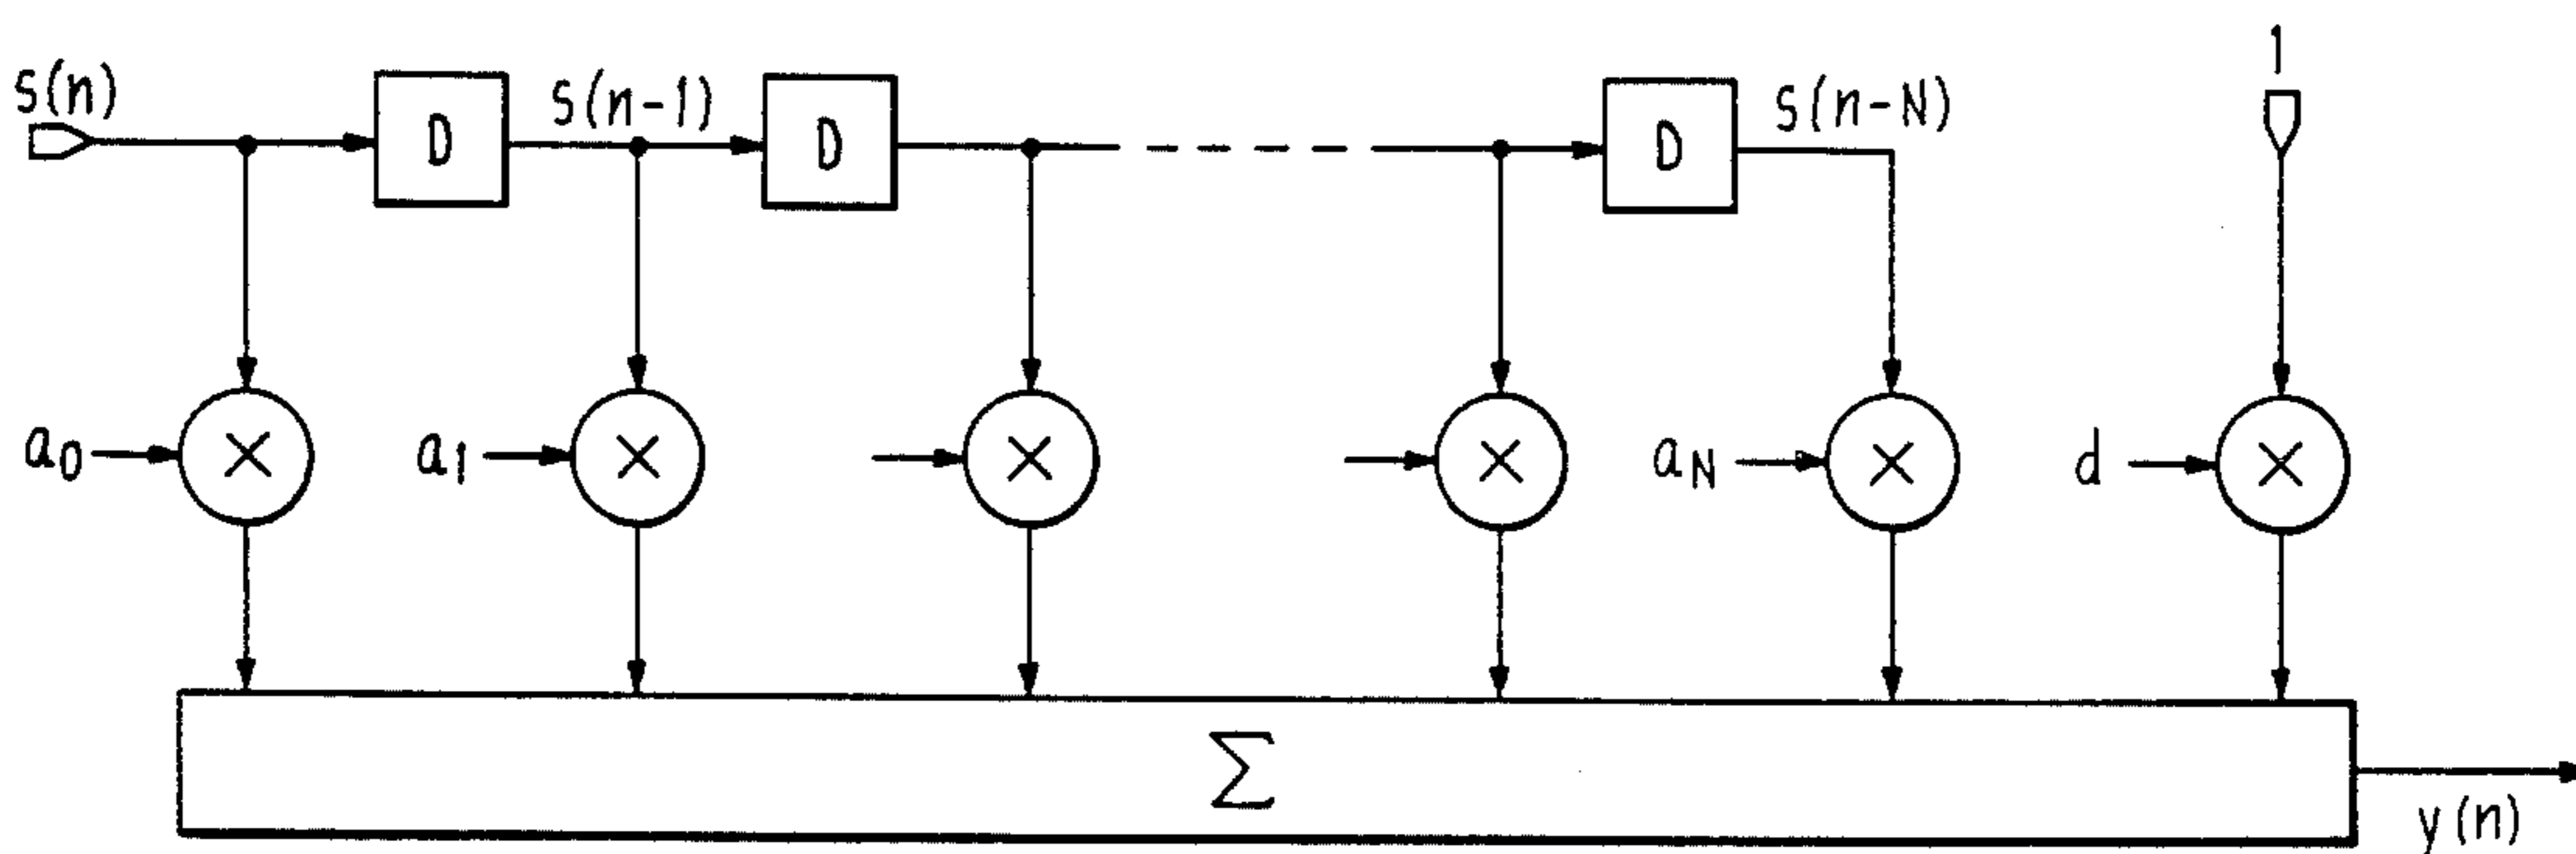 s(n)
D
s(n-1)
D
D
s(n-N)
1
a0
×
a1
×
×
×
aN
×
d
×
∑
y(n)